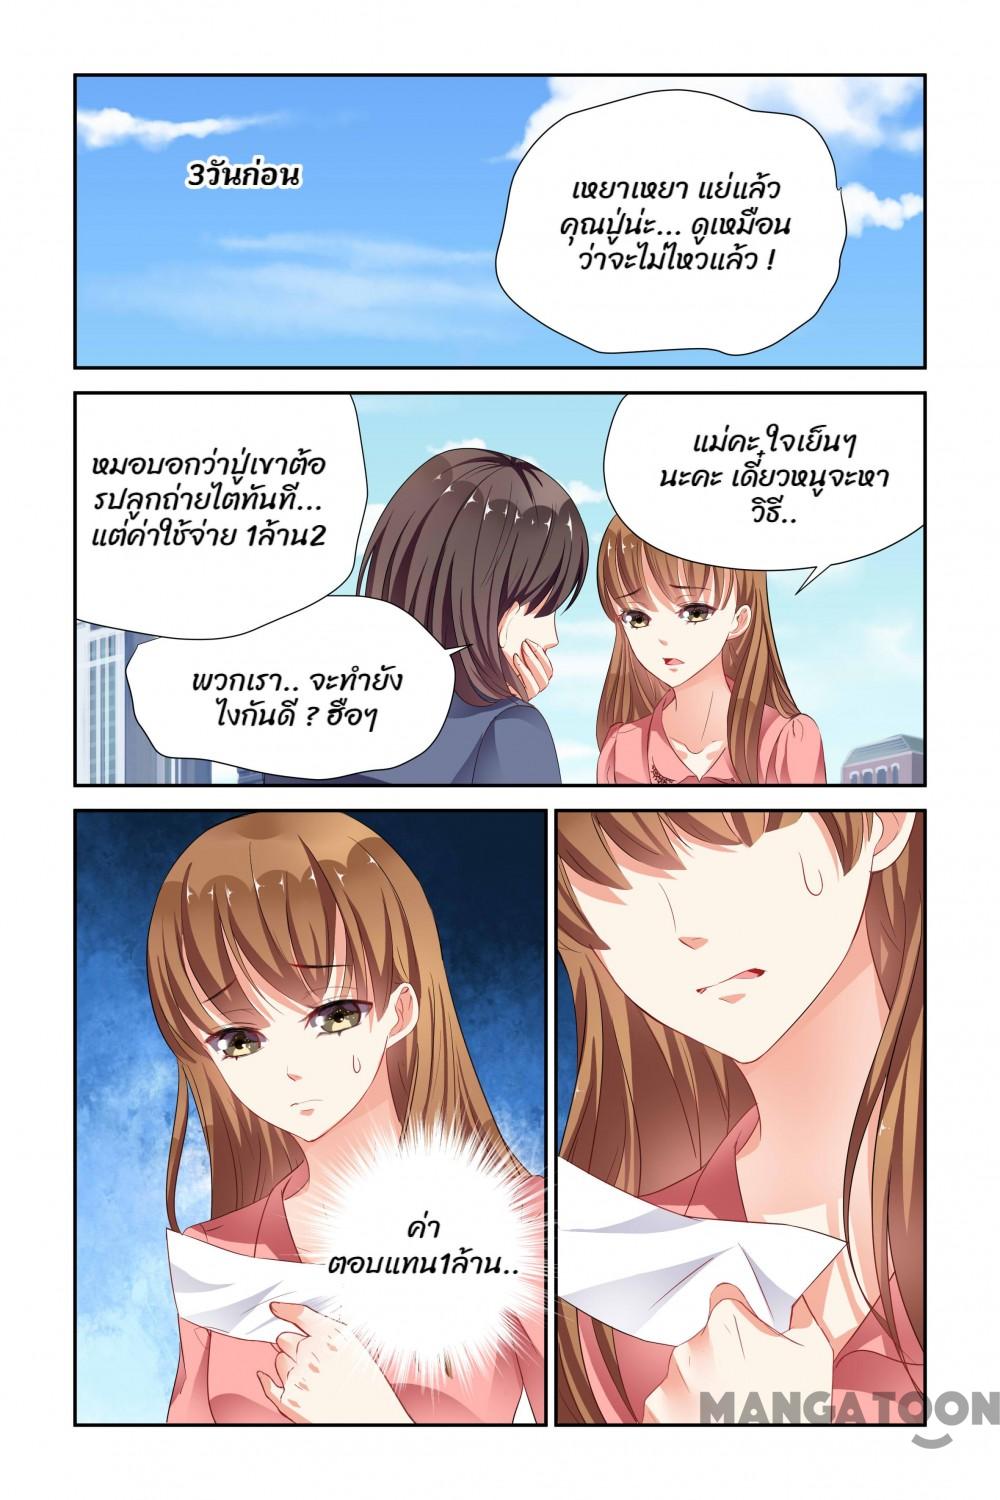 3วันก่อน
เหยาเหยา แย่แล้ว
คุณปู่น่ะ... ดูเหมือน
ว่าจะไม่ไหวแล้ว !
หมอบอกว่าปู่เขาต้อ
รปลูกถ่ายไตทันที...
แต่ค่าใช้จ่าย 1ล้าน2
แม่คะ ใจเย็นๆ
นะคะ เดี๋ยวหนูจะหา
วิธี..
พวกเรา.. จะทำยัง
ไงกันดี ? ฮือๆ
ค่า
ตอบแทน1ล้าน..
MANGATOON